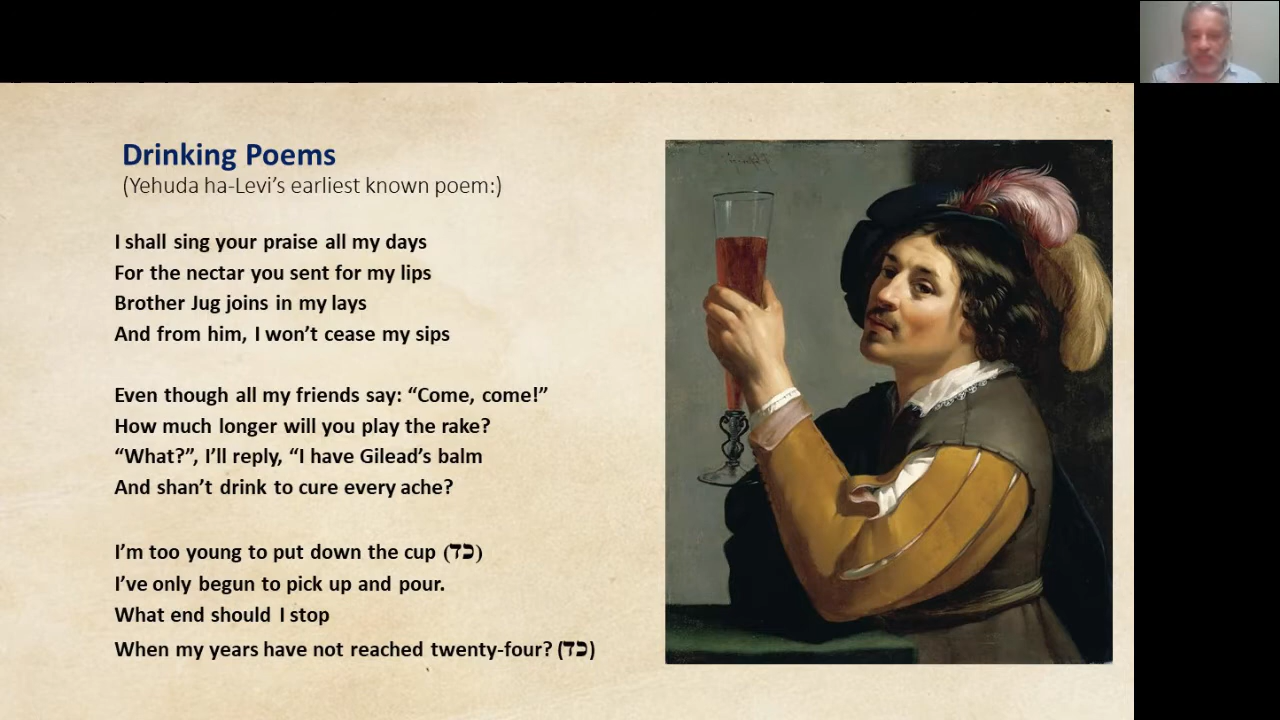 Drinking Poems
(Yehuda ha-Levi's earliest known poem:)
I shall sing your praise all my days
For the nectar you sent for my lips
Brother Jug joins in my lays
And from him, I won't cease my sips
Even though all my friends say: “Come, come!”
How much longer will you play the rake?
“What?”, I'll reply, “I have Gilead's balm
And shan't drink to cure every ache?
I'm too young to put down the cup (כד)
I've only begun to pick up and pour.
What end should I stop
When my years have not reached twenty-four? (כד)